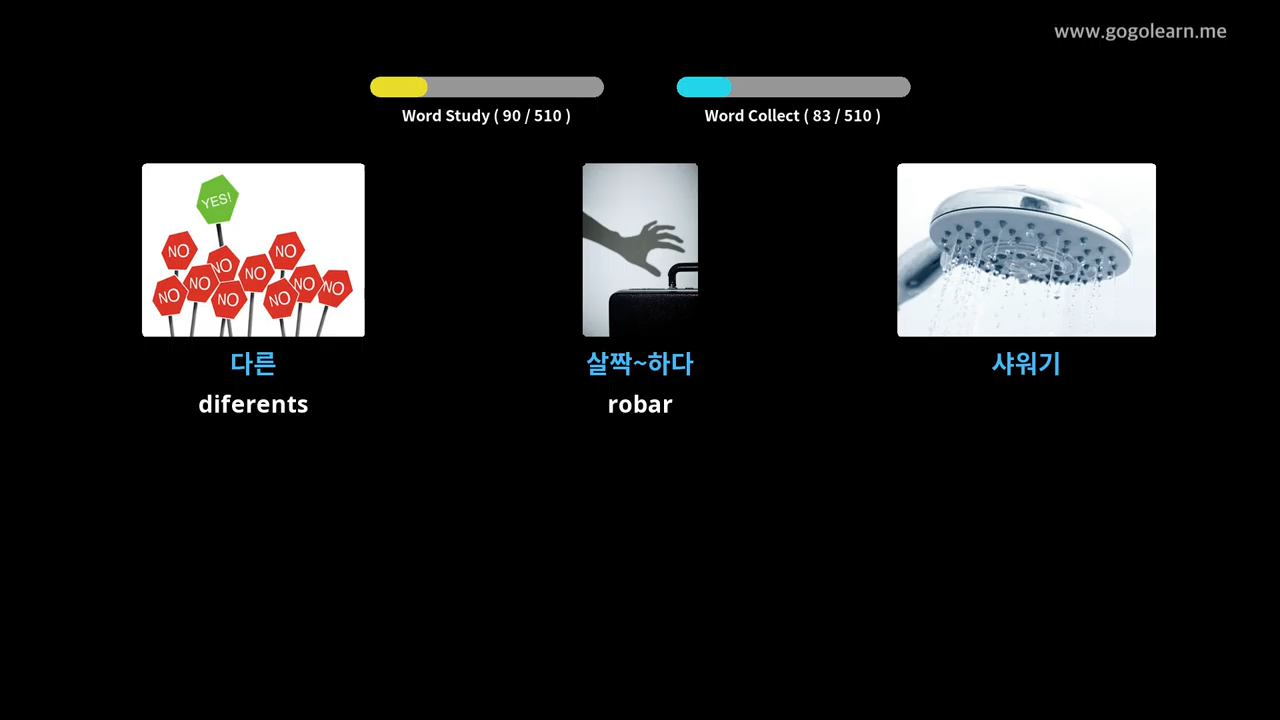 www.gogolearn.me
Word Study ( 90 / 510 )
Word Collect ( 83 / 510 )
YES!
NO
NO
NO
NO
NO
NO
NO
NO
NO
NO
다른
살짝~하다
샤워기
diferents
robar